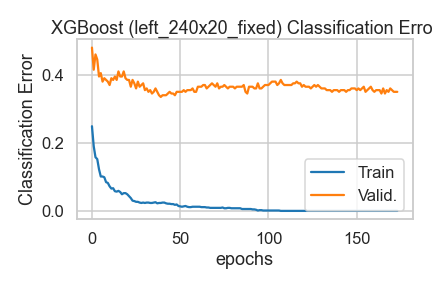 XGBoost (left_240x20_fixed) Classification Erro
Classification Error
0.4
0.2
0.0
Train
Valid.
0
50
100
150
epochs